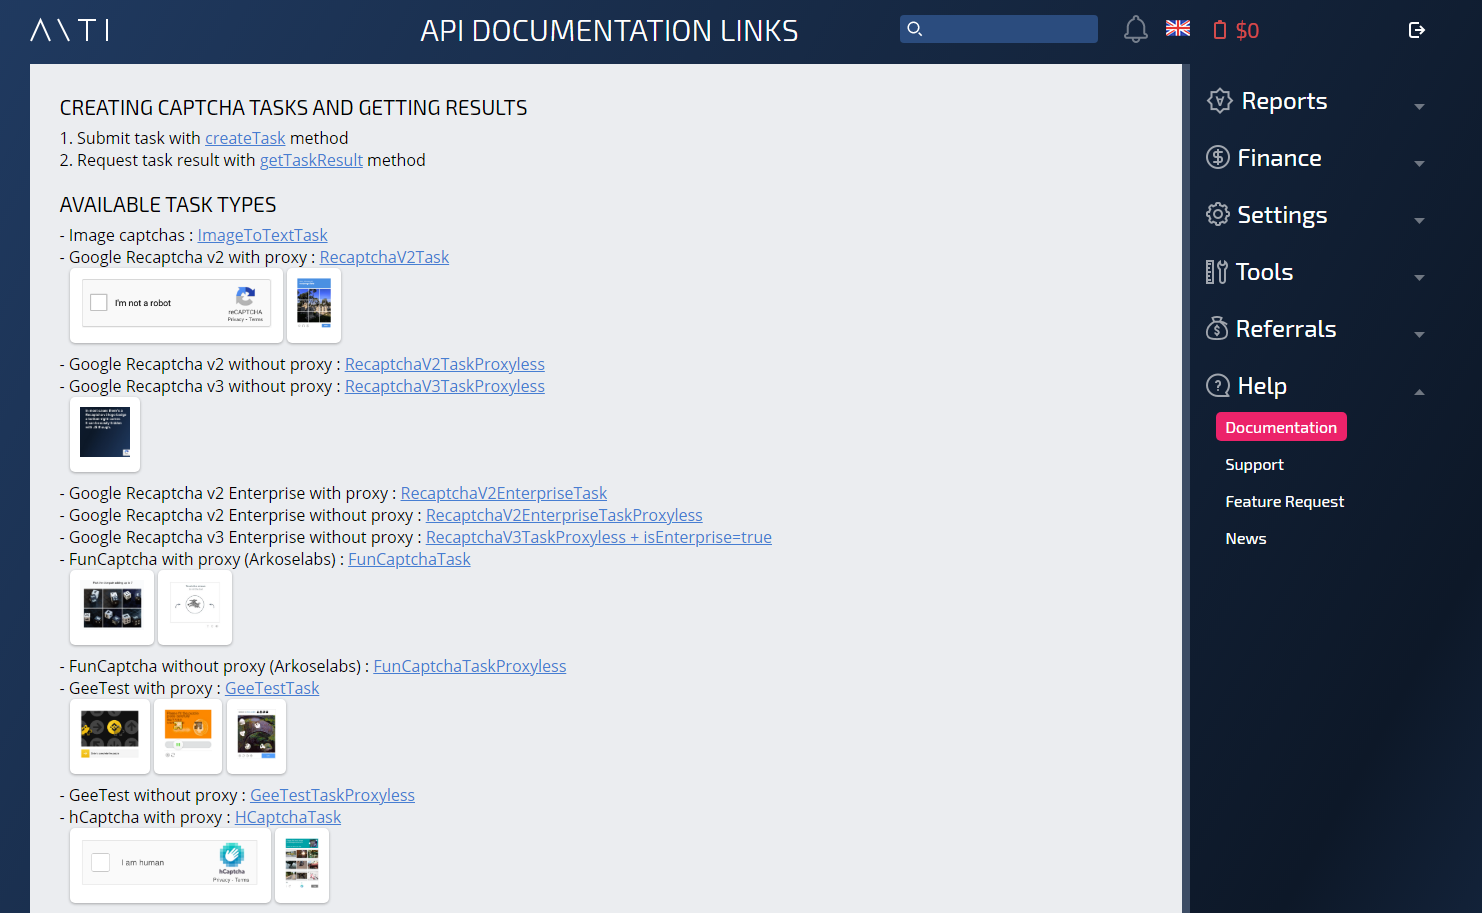 API DOCUMENTATION LINKS
$0
CREATING CAPTCHA TASKS AND GETTING RESULTS
1. Submit task with createTask method
2. Request task result with getTaskResult method
AVAILABLE TASK TYPES
- Image captchas : ImageToTextTask
- Google Recaptcha v2 with proxy : RecaptchaV2Task
I'm not a robot
reCAPTCHA
Privacy - Terms
- Google Recaptcha v2 without proxy : RecaptchaV2TaskProxyless
- Google Recaptcha v3 without proxy : RecaptchaV3TaskProxyless
- Google Recaptcha v2 Enterprise with proxy : RecaptchaV2EnterpriseTask
- Google Recaptcha v2 Enterprise without proxy : RecaptchaV2EnterpriseTaskProxyless
- Google Recaptcha v3 Enterprise without proxy : RecaptchaV3TaskProxyless + isEnterprise=true
- FunCaptcha with proxy (Arkoselabs) : FunCaptchaTask
- FunCaptcha without proxy (Arkoselabs) : FunCaptchaTaskProxyless
- GeeTest with proxy : GeeTestTask
- GeeTest without proxy : GeeTestTaskProxyless
- hCaptcha with proxy : HCaptchaTask
I am human
hCaptcha
Privacy - Terms
Reports
Finance
Settings
Tools
Referrals
Help
Documentation
Support
Feature Request
News